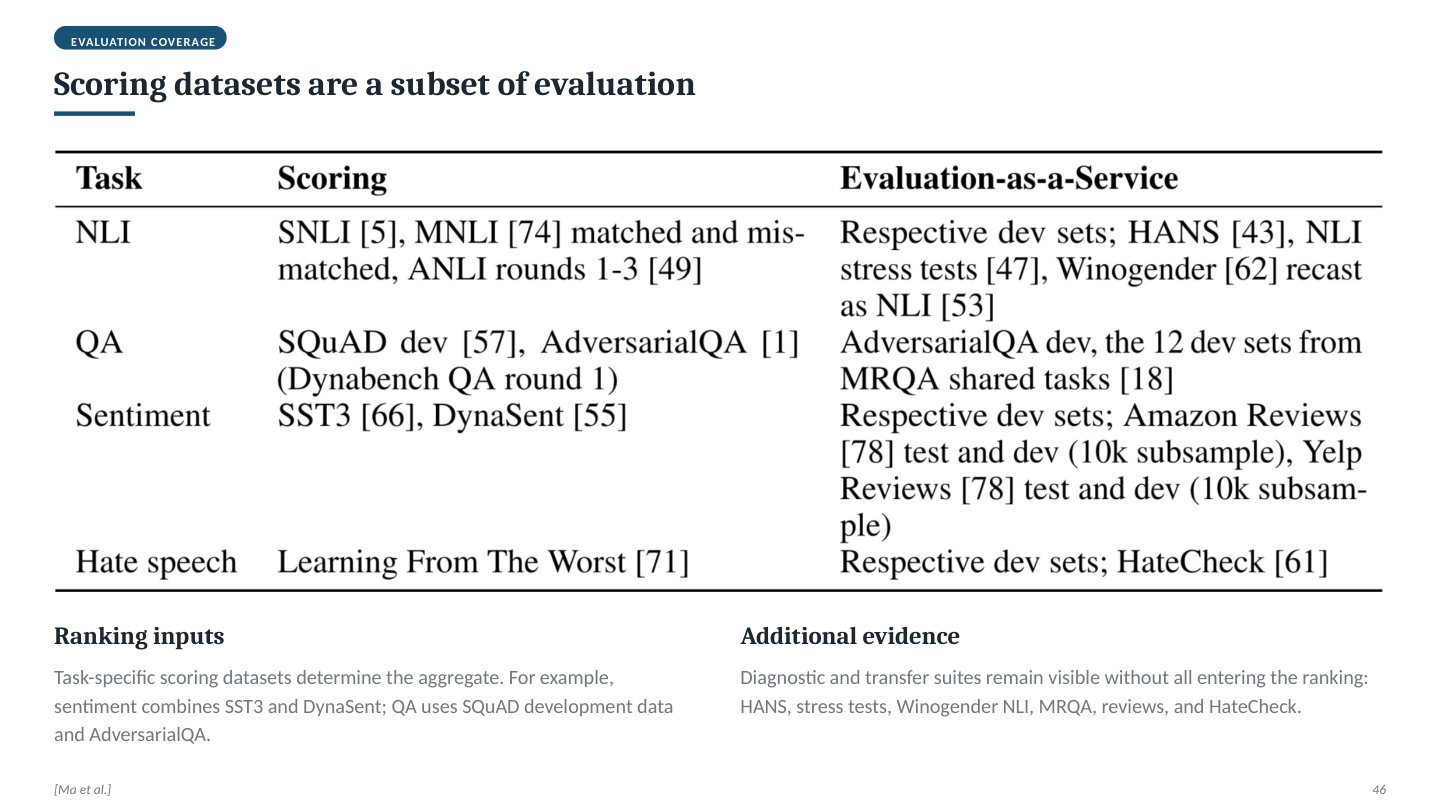 EVALUATION COVERAGE
Scoring datasets are a subset of evaluation
Task Scoring Evaluation-as-a-Service
NLI SNLI [5], MNLI [74] matched and mis- Respective dev sets; HANS [43], NLI
matched, ANLI rounds 1-3 [49] stress tests [47], Winogender [62] recast
as NLI [53]
QA SQuAD dev [57], AdversarialQA [1] AdversarialQA dev, the 12 dev sets from
(Dynabench QA round 1) MRQA shared tasks [18]
Sentiment SST3 [66], DynaSent [55] Respective dev sets; Amazon Reviews
[78] test and dev (10k subsample), Yelp
Reviews [78] test and dev (10k subsam-
ple)
Hate speech Learning From The Worst [71] Respective dev sets; HateCheck [61]
Ranking inputs
Task-specific scoring datasets determine the aggregate. For example,
sentiment combines SST3 and DynaSent; QA uses SQuAD development data
and AdversarialQA.
Additional evidence
Diagnostic and transfer suites remain visible without all entering the ranking:
HANS, stress tests, Winogender NLI, MRQA, reviews, and HateCheck.
[Ma et al.]
46